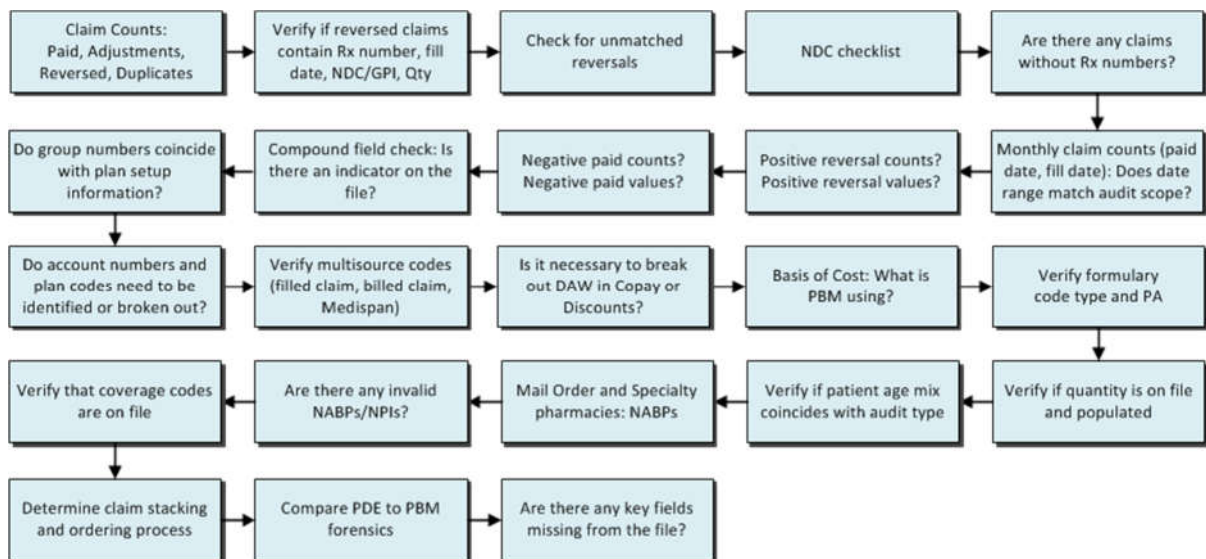 Claim Counts:
Paid, Adjustments,
Reversed, Duplicates
Verify if reversed claims
contain Rx number, fill
date, NDC/GPI, Qty
Check for unmatched
reversals
NDC checklist
Are there any claims
without Rx numbers?
Monthly claim counts (paid
date, fill date): Does date
range match audit scope?
Positive reversal counts?
Positive reversal values?
Negative paid counts?
Negative paid values?
Compound field check: Is
there an indicator on the
file?
Do group numbers coincide
with plan setup
information?
Do account numbers and
plan codes need to be
identified or broken out?
Verify multisource codes
(filled claim, billed claim,
Medispan)
Is it necessary to break
out DAW in Copay or
Discounts?
Basis of Cost: What is
PBM using?
Verify formulary
code type and PA
Verify if quantity is on file
and populated
Verify if patient age mix
coincides with audit type
Mail Order and Specialty
pharmacies: NABPs
Are there any invalid
NABPs/NPIs?
Verify that coverage codes
are on file
Determine claim stacking
and ordering process
Compare PDE to PBM
forensics
Are there any key fields
missing from the file?